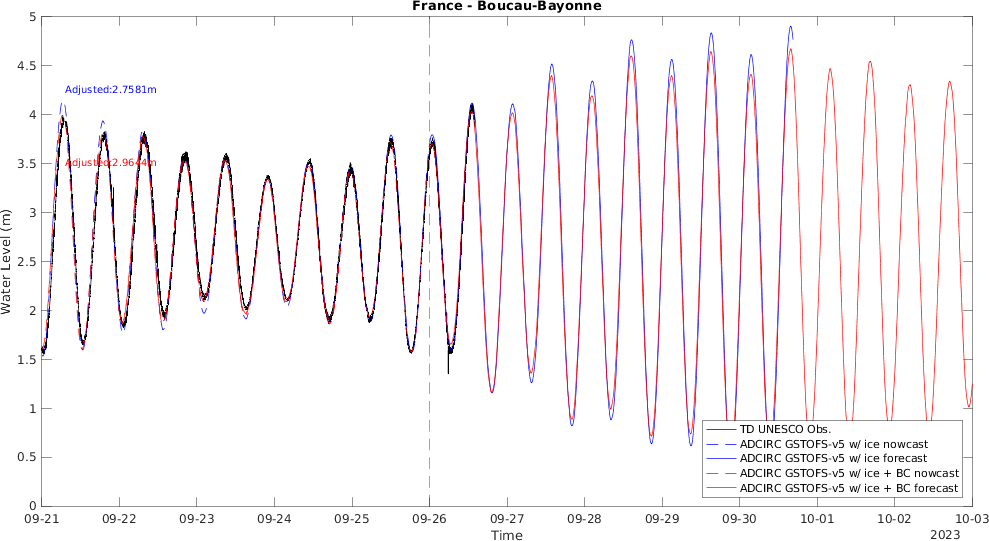 France - Boucau-Bayonne
5
4.5
4
3.5
3
2.5
2
1.5
1
0.5
0
Water Level (m)
Adjusted:2.7581m
Adjusted:2.9644m
TD UNESCO Obs.
ADCIRC GSTOFS-v5 w/ ice nowcast
ADCIRC GSTOFS-v5 w/ ice forecast
ADCIRC GSTOFS-v5 w/ ice + BC nowcast
ADCIRC GSTOFS-v5 w/ ice + BC forecast
09-21 09-22 09-23 09-24 09-25 09-26 09-27 09-28 09-29 09-30 10-01 10-02 10-03
Time
2023